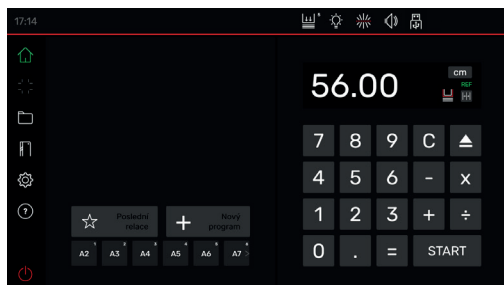 17:14
cm
REF
56.00
7 8 9 C
4 5 6 - x
1 2 3 + ÷
0 . = START
Poslední
relace
Nový
program
A2 A3 A4 A5 A6 A7 >
?